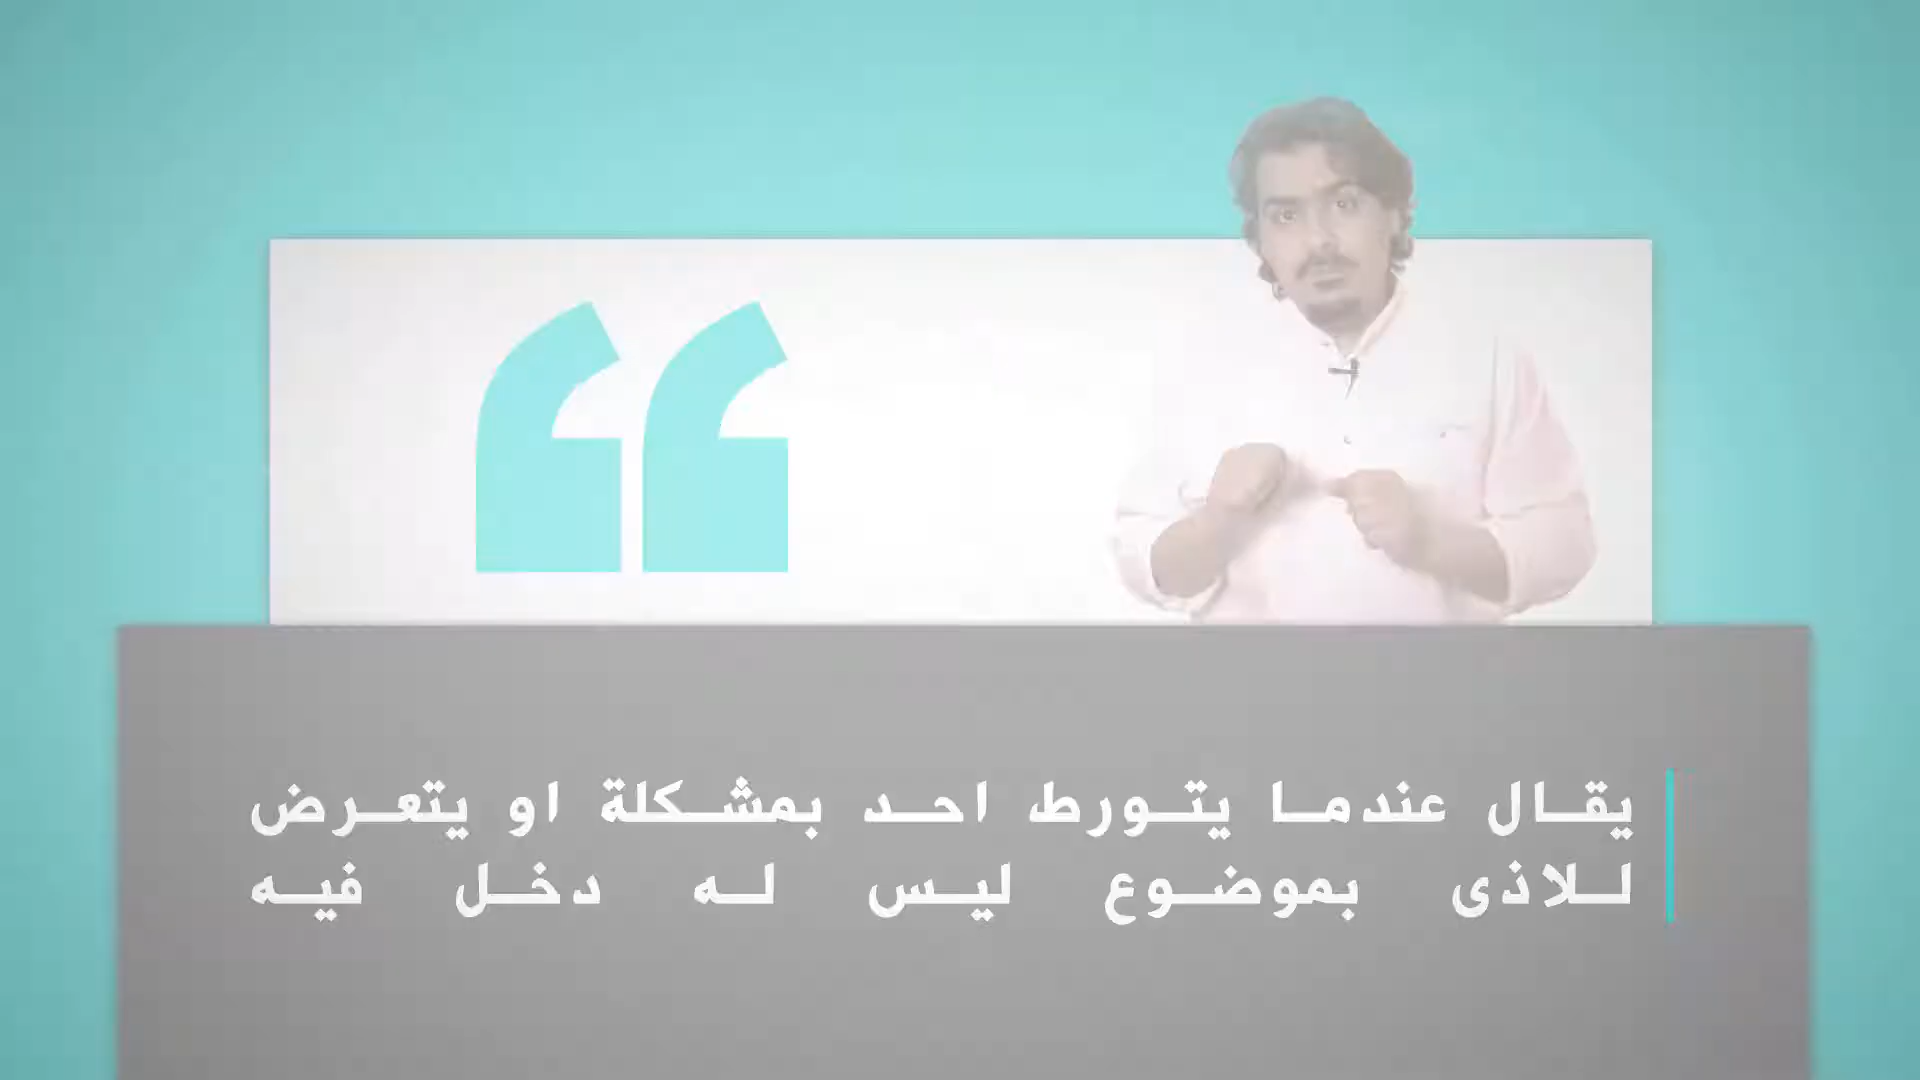 يقال عندما يتورط احد بمشكلة او يتعرض
للاذى بموضوع ليس له دخل فيه